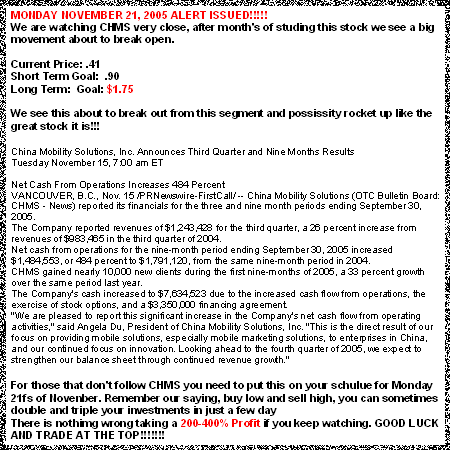 MONDAY NOVEMBER 21, 2005 ALERT ISSUED!!!!!
We are watching CHMS very close, after month's of studing this stock we see a big
movement about to break open.
Current Price: .41
Short Term Goal: .90
Long Term: Goal: $1.75
We see this about to break out from this segment and possissity rocket up like the
great stock it is!!!
China Mobility Solutions, Inc. Announces Third Quarter and Nine Months Results
Tuesday November 15, 7:00 am ET
Net Cash From Operations Increases 484 Percent
VANCOUVER, B.C., Nov. 15 /PRNewswire-FirstCall/ -- China Mobility Solutions (OTC Bulletin Board:
CHMS - News) reported its financials for the three and nine month periods ending September 30,
2005.
The Company reported revenues of $1,243,428 for the third quarter, a 26 percent increase from
revenues of $983,465 in the third quarter of 2004.
Net cash from operations for the nine-month period ending September 30, 2005 increased
$1,484,553, or 484 percent to $1,791,120, from the same nine-month period in 2004.
CHMS gained nearly 10,000 new clients during the first nine-months of 2005, a 33 percent growth
over the same period last year.
The Company's cash increased to $7,634,523 due to the increased cash flow from operations, the
exercise of stock options, and a $3,350,000 financing agreement.
"We are pleased to report this significant increase in the Company's net cash flow from operating
activities," said Angela Du, President of China Mobility Solutions, Inc. "This is the direct result of our
focus on providing mobile solutions, especially mobile marketing solutions, to enterprises in China,
and our continued focus on innovation. Looking ahead to the fourth quarter of 2005, we expect to
strengthen our balance sheet through continued revenue growth."
For those that don't follow CHMS you need to put this on your schulue for Monday
21fs of Novenber. Remember our saying, buy low and sell high, you can sometimes
double and triple your investments in just a few day
There is nothimg wrong taking a 200-400% Profit if you keep watching. GOOD LUCK
AND TRADE AT THE TOP!!!!!!!